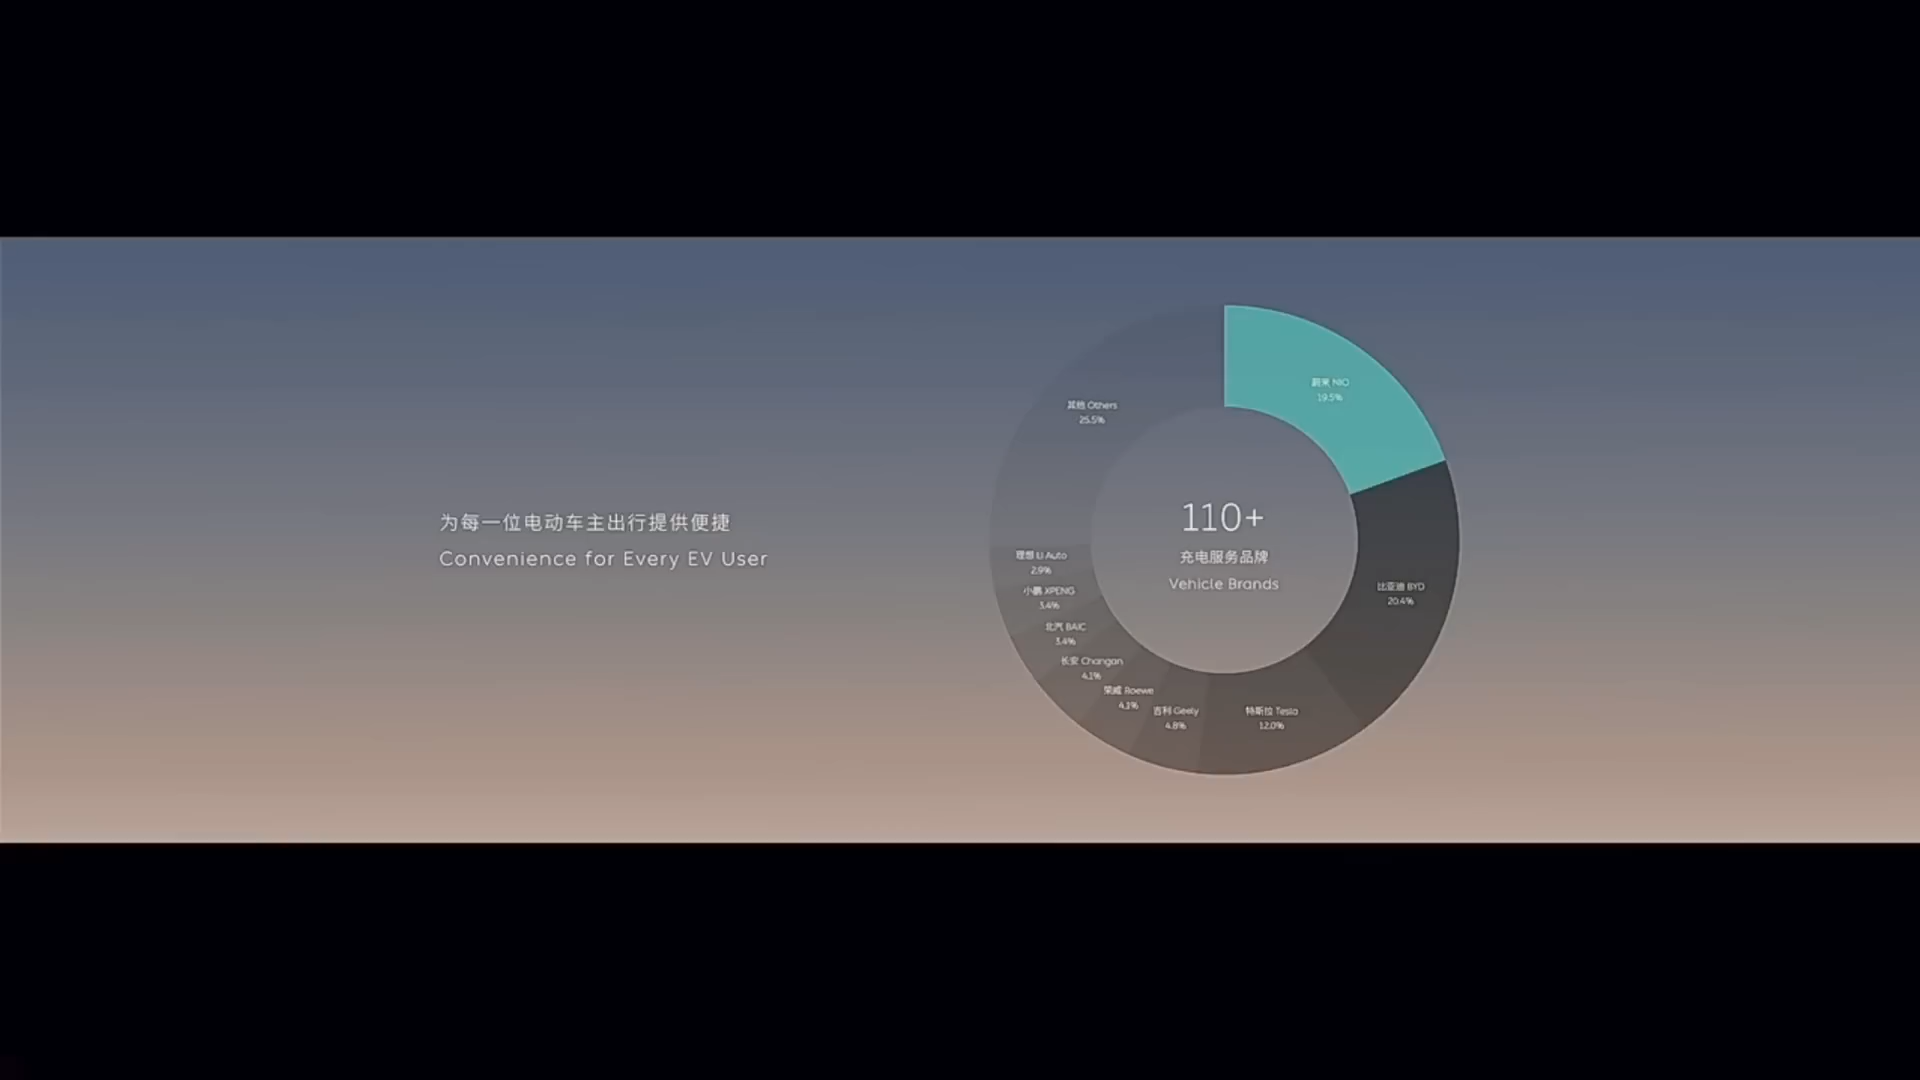 为每一位电动车主出行提供便捷
Convenience for Every EV User
蔚来 NIO
19.5%
其他 Others
25.5%
110+
充电服务品牌
Vehicle Brands
理想 Li Auto
2.9%
小鹏 XPENG
3.4%
比亚迪 BYD
20.4%
北汽 BAIC
3.4%
长安 Changan
4.1%
荣威 Roewe
4.1%
吉利 Geely
4.8%
特斯拉 Tesla
12.0%